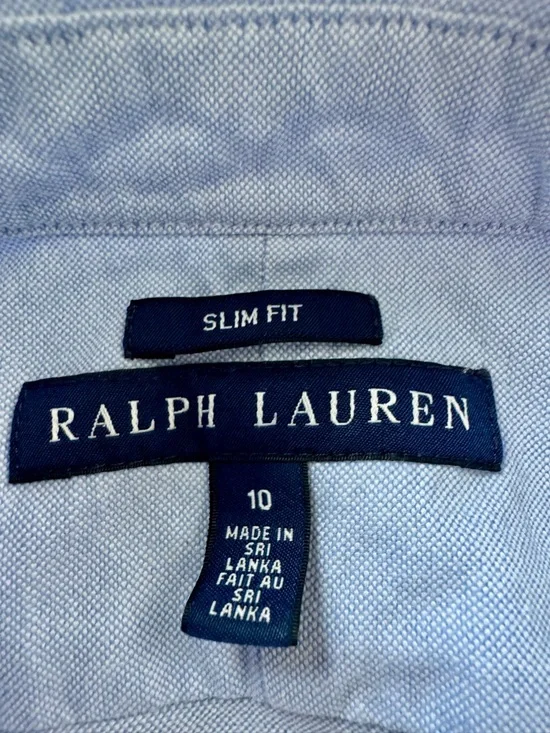 SLIM FIT
RALPH LAUREN
10
MADE IN
SRI
LANKA
FAIT AU
SRI
LANKA